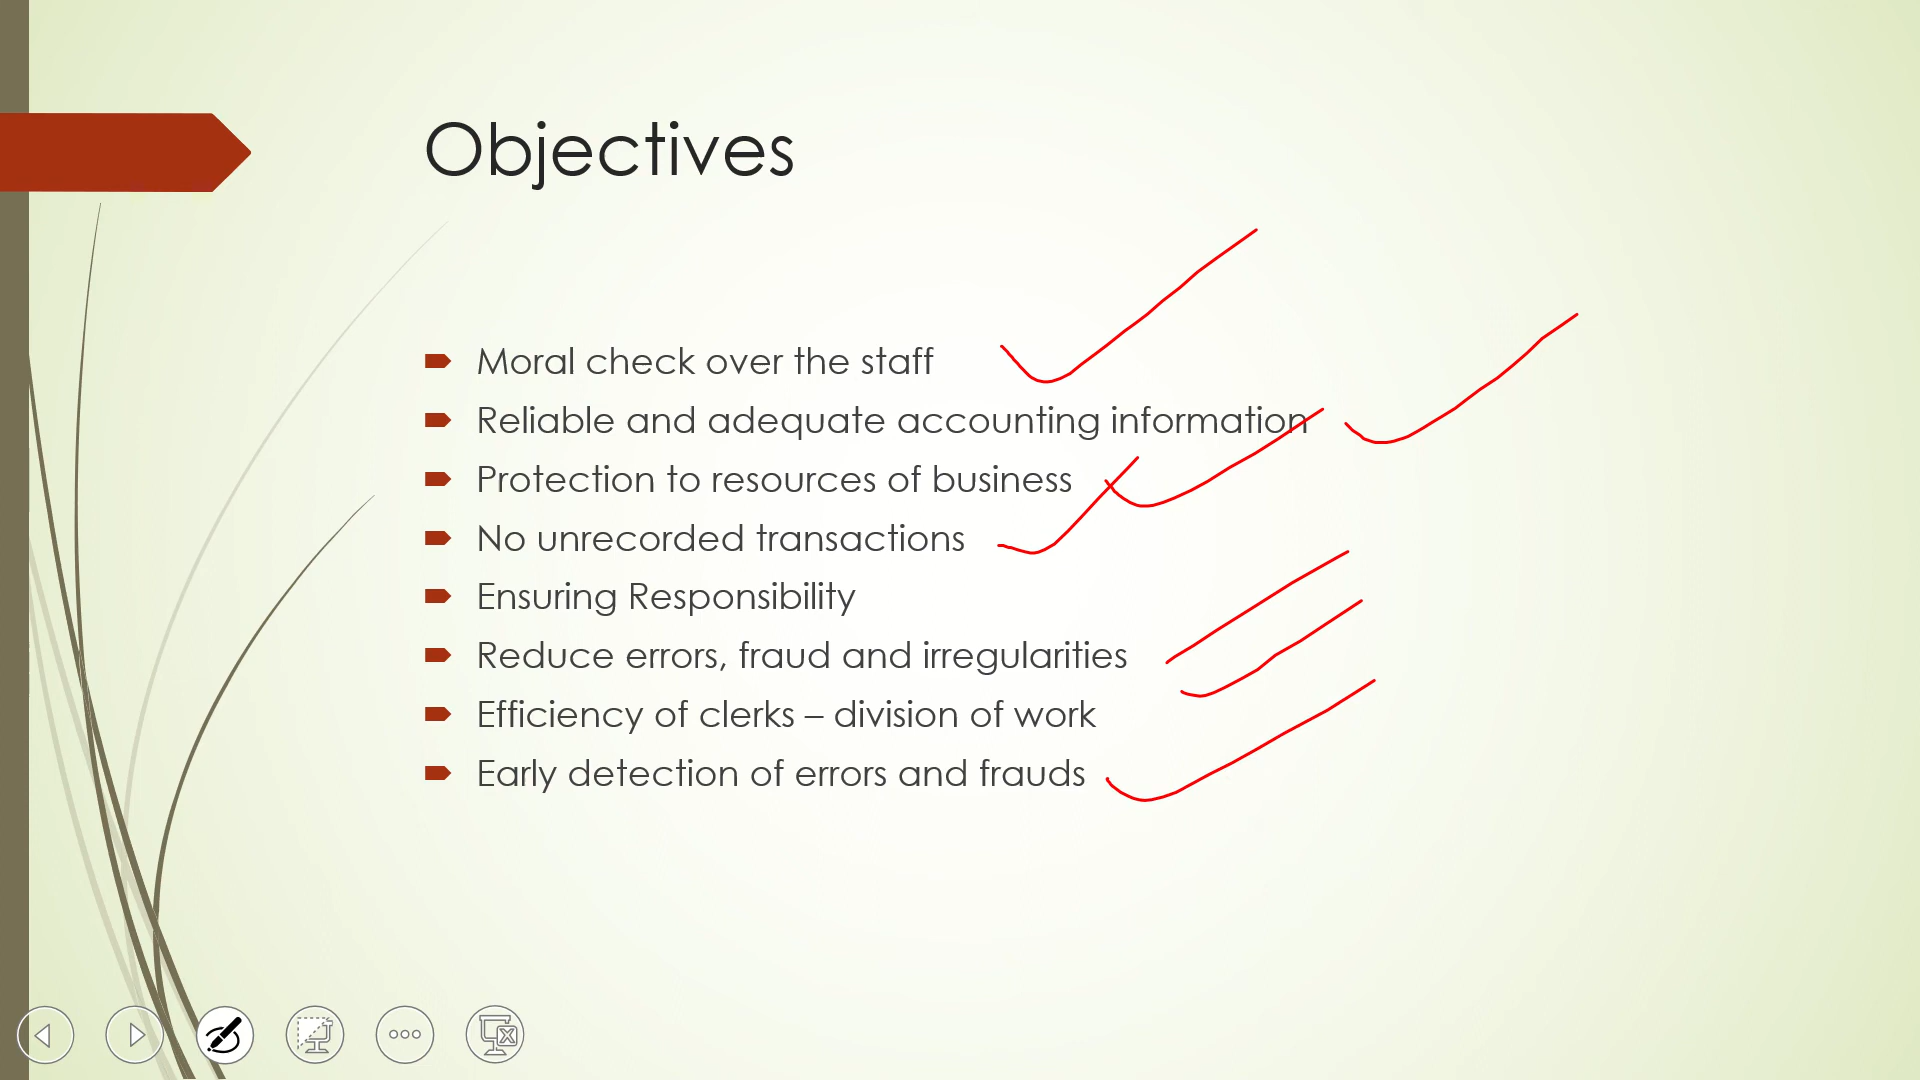 Objectives
Moral check over the staff
Reliable and adequate accounting information
Protection to resources of business
No unrecorded transactions
Ensuring Responsibility
Reduce errors, fraud and irregularities
Efficiency of clerks – division of work
Early detection of errors and frauds